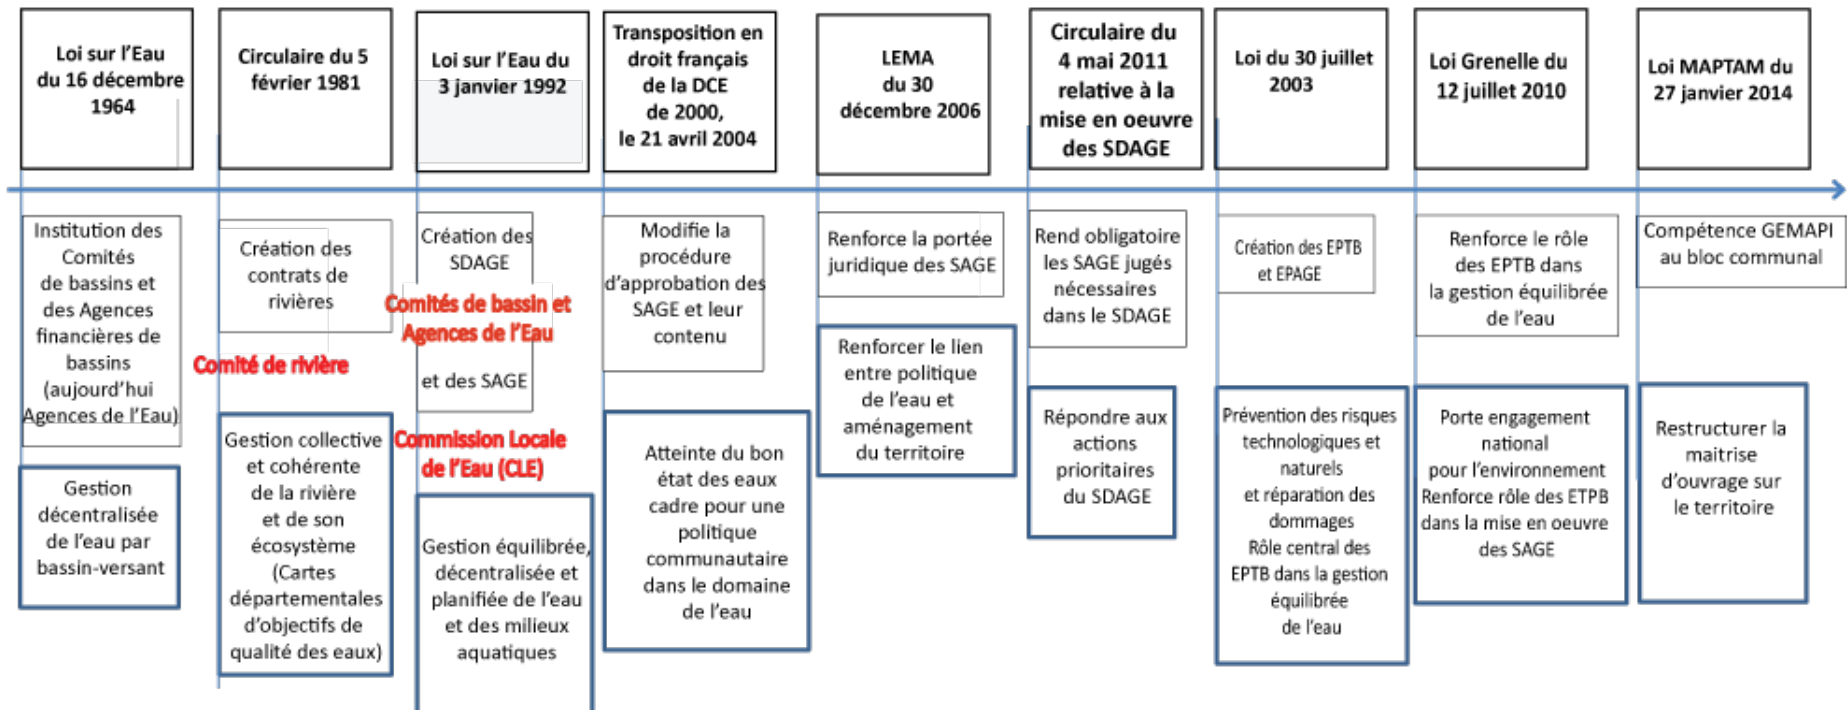 Loi sur l'Eau
du 16 décembre
1964
Circulaire du 5
février 1981
Loi sur l'Eau du
3 janvier 1992
Transposition en
droit français
de la DCE
de 2000,
le 21 avril 2004
LEMA
du 30
décembre 2006
Circulaire du
4 mai 2011
relative à la
mise en oeuvre
des SDAGE
Loi du 30 juillet
2003
Loi Grenelle du
12 juillet 2010
Loi MAPTAM du
27 janvier 2014
Institution des
Comités
de bassins et
des Agences
financières de
bassins
(aujourd'hui
Agences de l'Eau)
Gestion
décentralisée
de l'eau par
bassin-versant
Création des
contrats de
rivières
Comité de rivière
Gestion collective
et cohérente
de la rivière
et de son
écosystème
(Cartes
départementales
d'objectifs de
qualité des eaux)
Création des
SDAGE
Comités de bassin et
Agences de l'Eau
et des SAGE
Commission Locale
de l'Eau (CLE)
Gestion équilibrée,
décentralisée et
planifiée de l'eau
et des milieux
aquatiques
Modifie la
procédure
d'approbation des
SAGE et leur
contenu
Atteinte du bon
état des eaux
cadre pour une
politique
communautaire
dans le domaine
de l'eau
Renforce la portée
juridique des SAGE
Renforcer le lien
entre politique
de l'eau et
aménagement
du territoire
Rend obligatoire
les SAGE jugés
nécessaires
dans le SDAGE
Répondre aux
actions
prioritaires
du SDAGE
Création des EPTB
et EPAGE
Prévention des risques
technologiques et
naturels
et réparation des
dommages
Rôle central des
EPTB dans la gestion
équilibrée
de l'eau
Renforce le rôle
des EPTB dans
la gestion équilibrée
de l'eau
Porte engagement
national
pour l'environnement
Renforce rôle des ETPB
dans la mise en oeuvre
des SAGE
Compétence GEMAPI
au bloc communal
Restructurer la
maitrise
d'ouvrage sur
le territoire